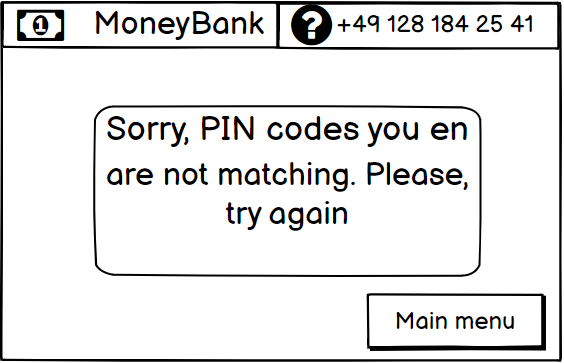 1 MoneyBank ? +49 128 184 25 41
Sorry, PIN codes you en
are not matching. Please,
try again
Main menu